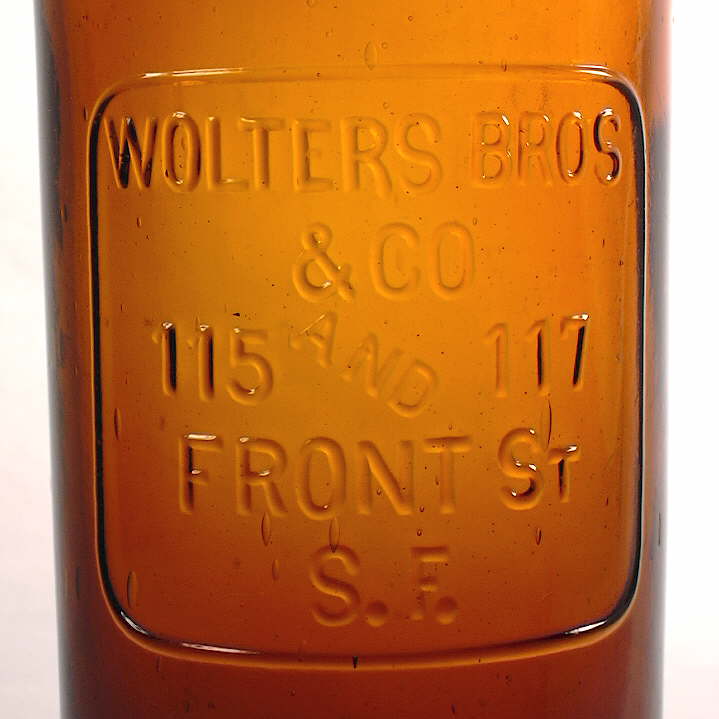 WOLTERS BROS
& CO
115 AND 117
FRONT ST
S. F.